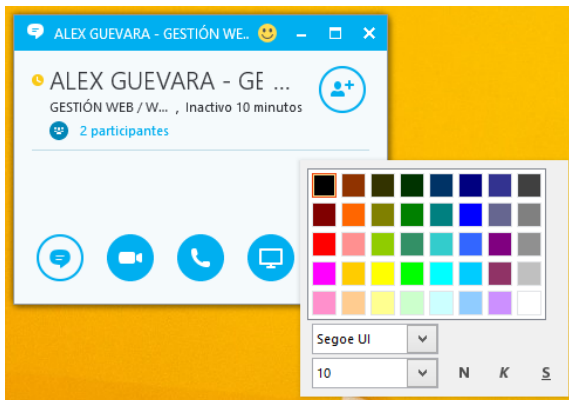 ALEX GUEVARA - GESTIÓN WE..
ALEX GUEVARA - GE ...
GESTIÓN WEB / W... , Inactivo 10 minutos
2 participantes
Segoe UI
10 N K S